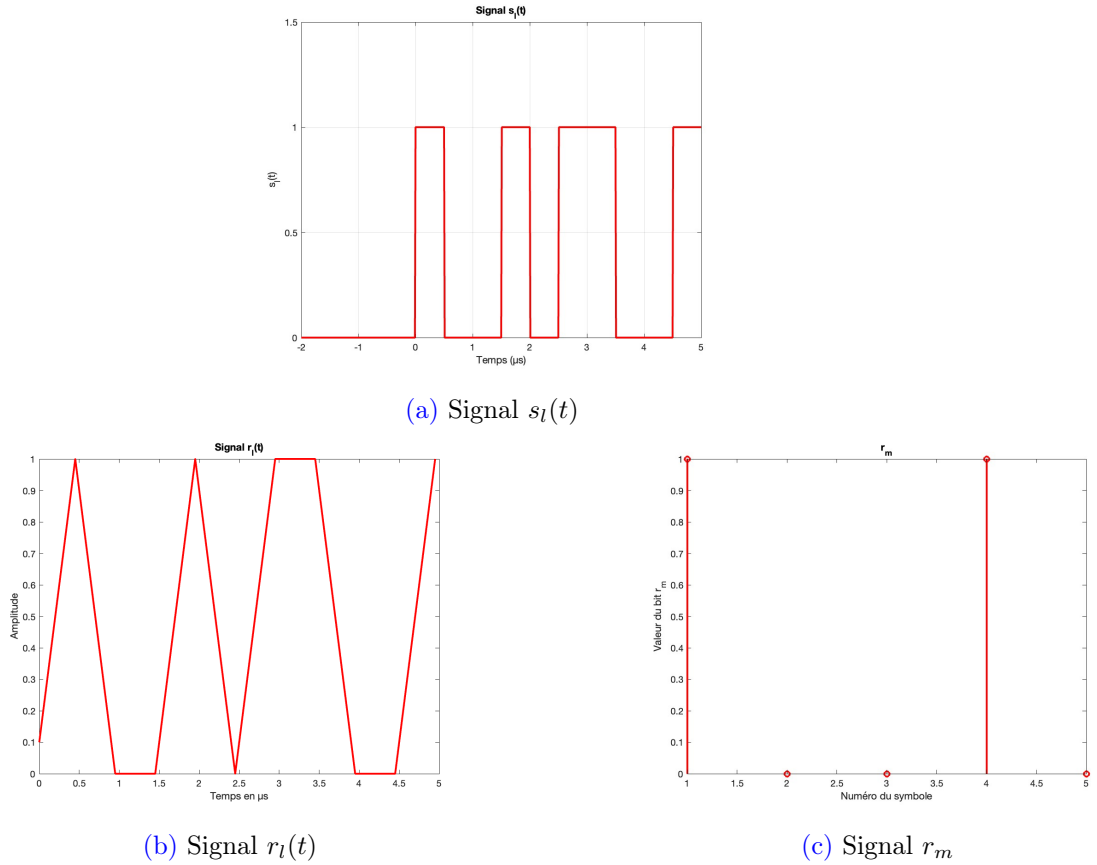 Signal s_l(t)
1.5
1
0.5
0
s_l(t)
-2 -1 0 1 2 3 4 5
Temps (µs)
(a) Signal s_l(t)
Signal r_l(t)
1
0.9
0.8
0.7
0.6
0.5
0.4
0.3
0.2
0.1
0
Amplitude
0 0.5 1 1.5 2 2.5 3 3.5 4 4.5 5
Temps en µs
(b) Signal r_l(t)
r_m
1
0.9
0.8
0.7
0.6
0.5
0.4
0.3
0.2
0.1
0
Valeur du bit r_m
1 1.5 2 2.5 3 3.5 4 4.5 5
Numéro du symbole
(c) Signal r_m